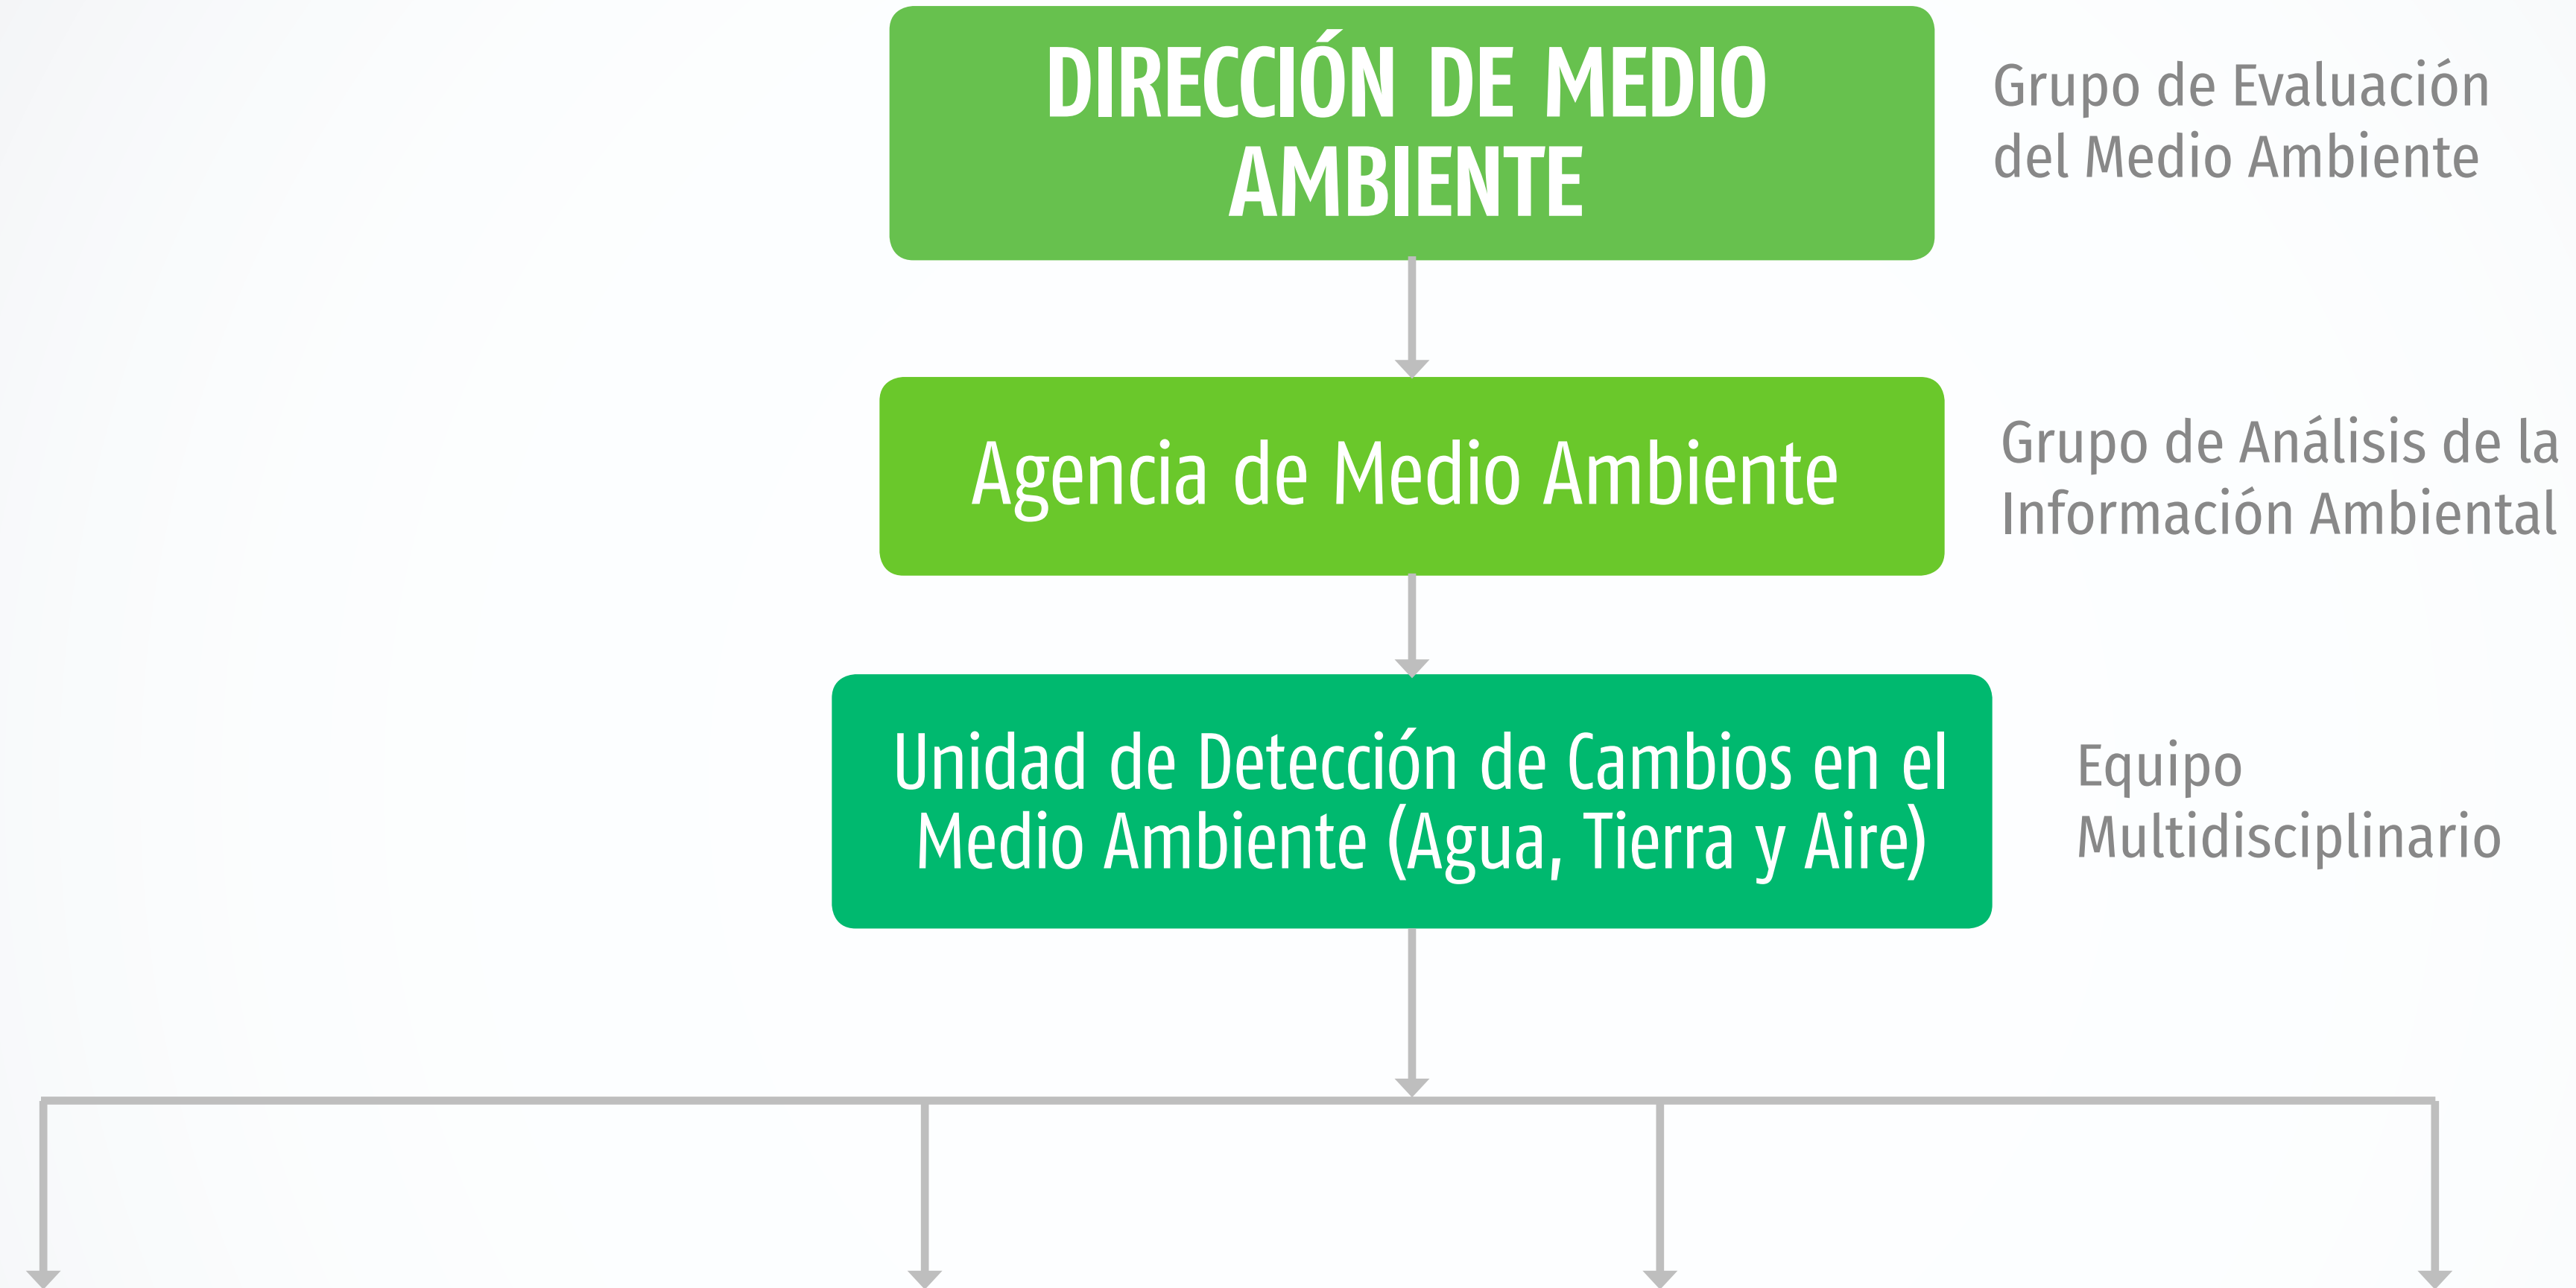 DIRECCIÓN DE MEDIO
AMBIENTE
Grupo de Evaluación
del Medio Ambiente
Agencia de Medio Ambiente
Grupo de Análisis de la
Información Ambiental
Unidad de Detección de Cambios en el
Medio Ambiente (Agua, Tierra y Aire)
Equipo
Multidisciplinario